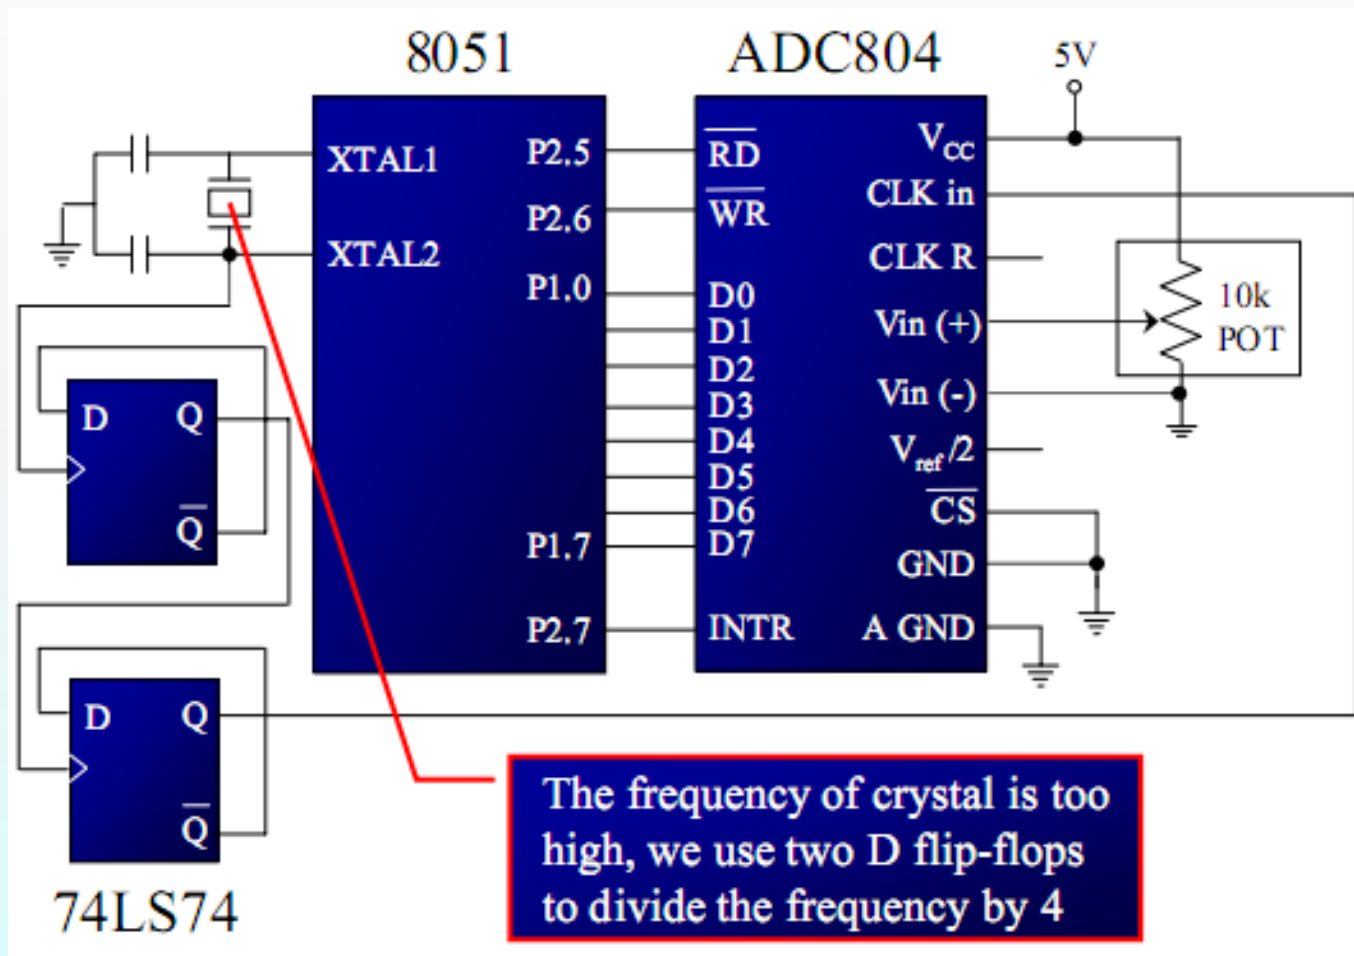 8051
ADC804
5V
XTAL1
XTAL2
P2.5
P2.6
P1.0
P1.7
P2.7
RD
WR
D0
D1
D2
D3
D4
D5
D6
D7
INTR
VCC
CLK in
CLK R
Vin (+)
Vin (-)
Vref /2
CS
GND
A GND
10k
POT
D Q
Q
D Q
Q
74LS74
The frequency of crystal is too
high, we use two D flip-flops
to divide the frequency by 4